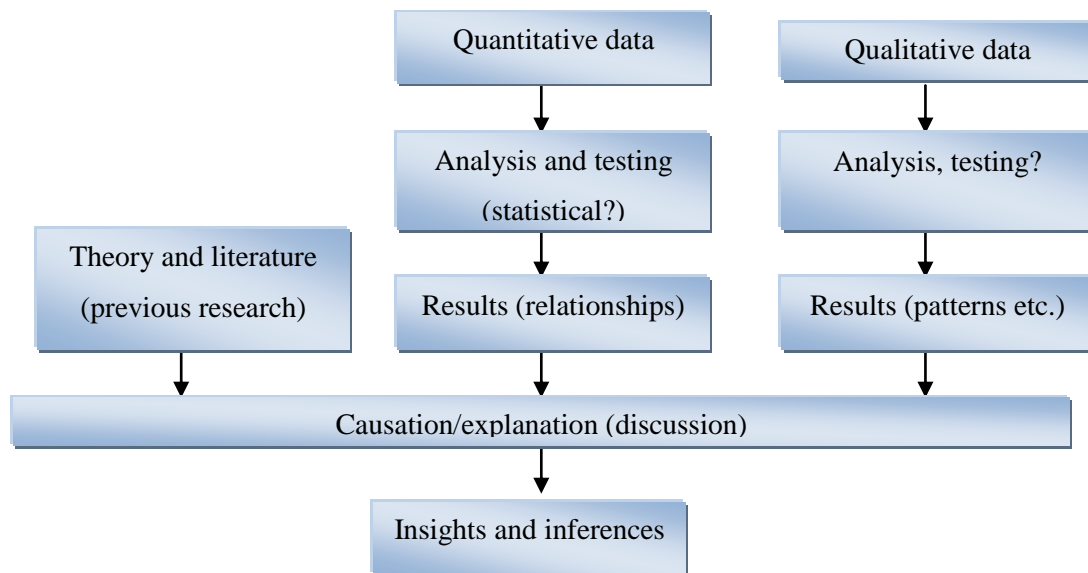 Quantitative data
Qualitative data
Analysis and testing
(statistical?)
Analysis, testing?
Theory and literature
(previous research)
Results (relationships)
Results (patterns etc.)
Causation/explanation (discussion)
Insights and inferences